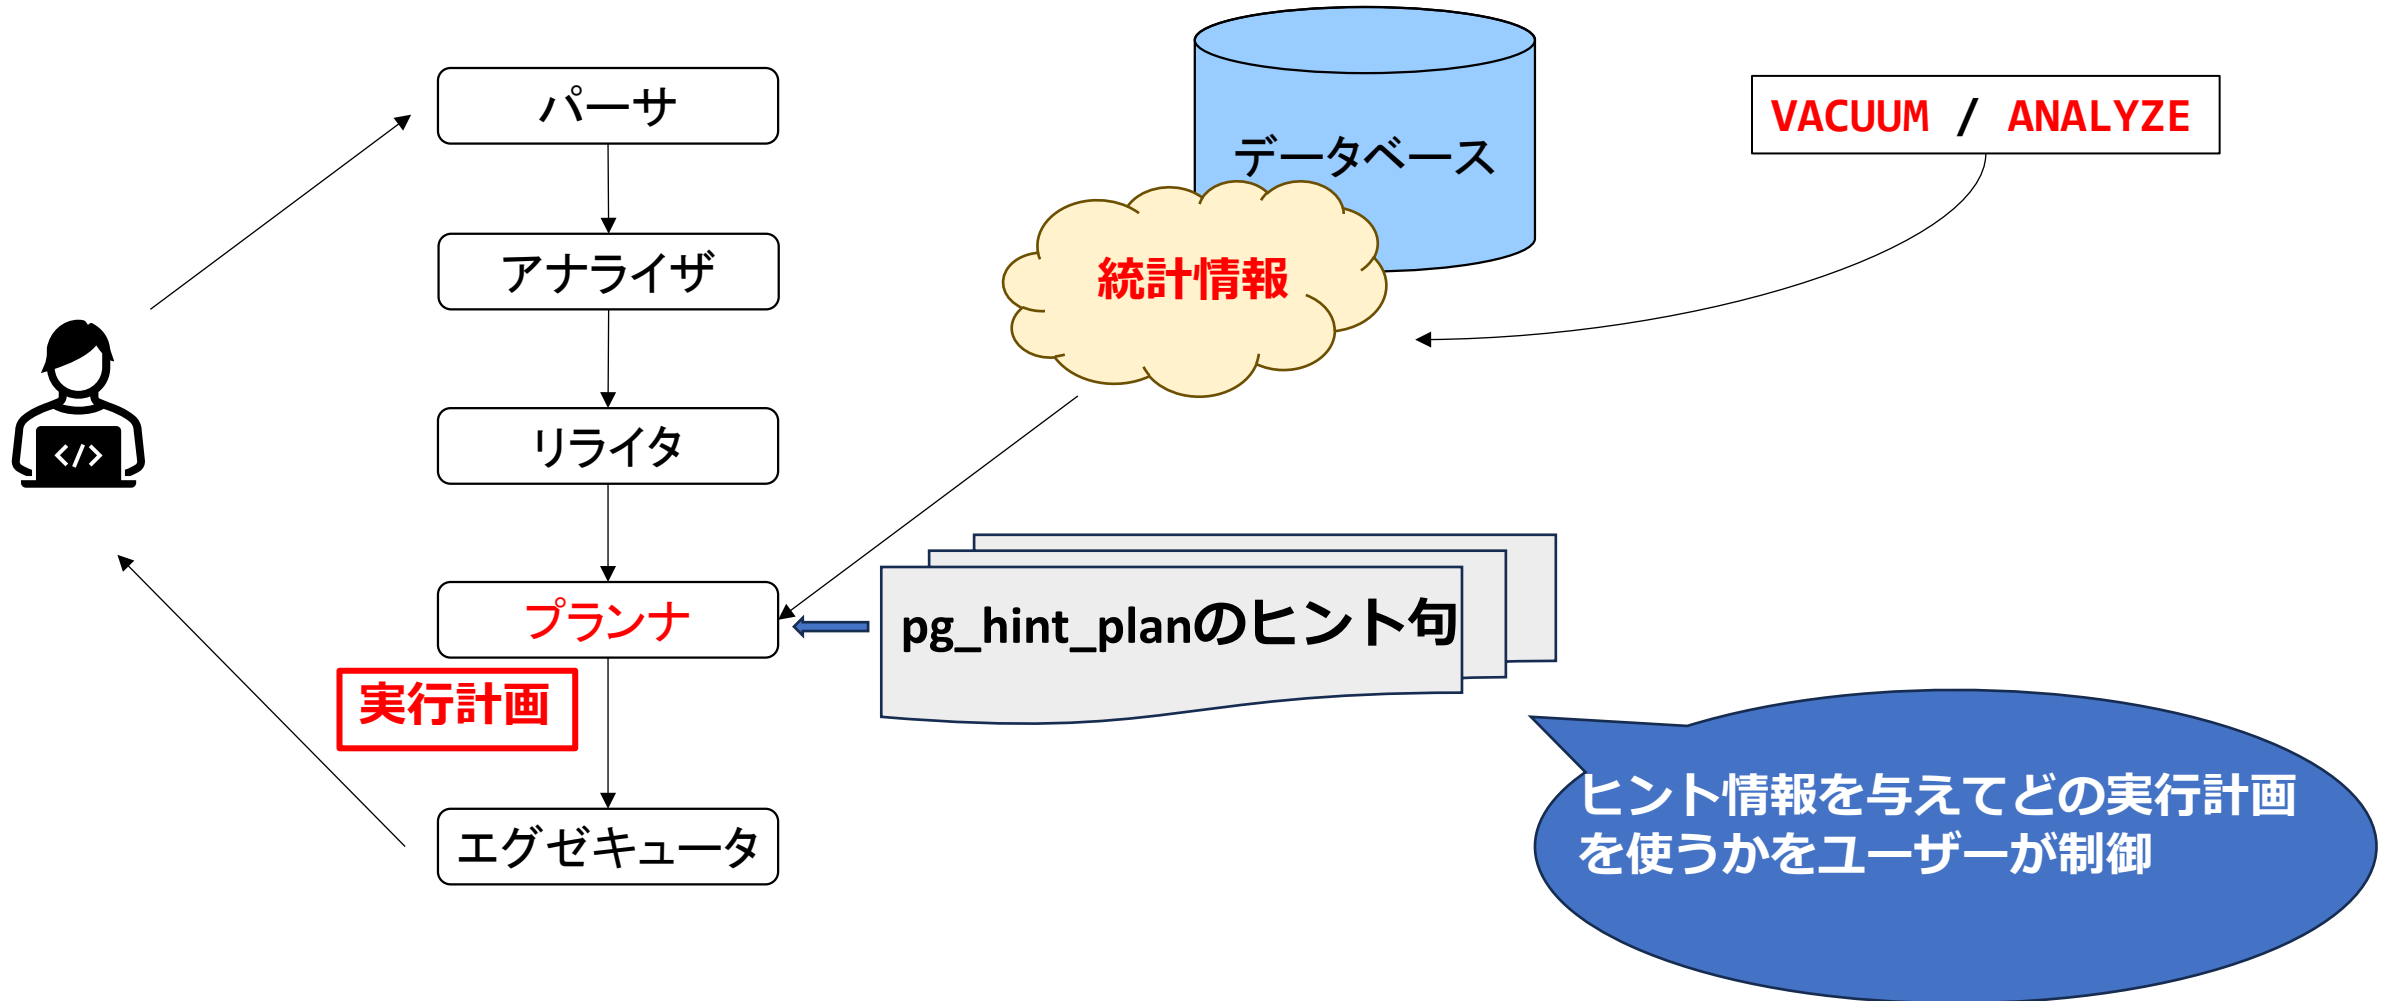 パーサ
データベース
VACUUM / ANALYZE
アナライザ
統計情報
リライタ
</>
プランナ
pg_hint_planのヒント句
実行計画
ヒント情報を与えてどの実行計画
を使うかをユーザーが制御
エグゼキュータ